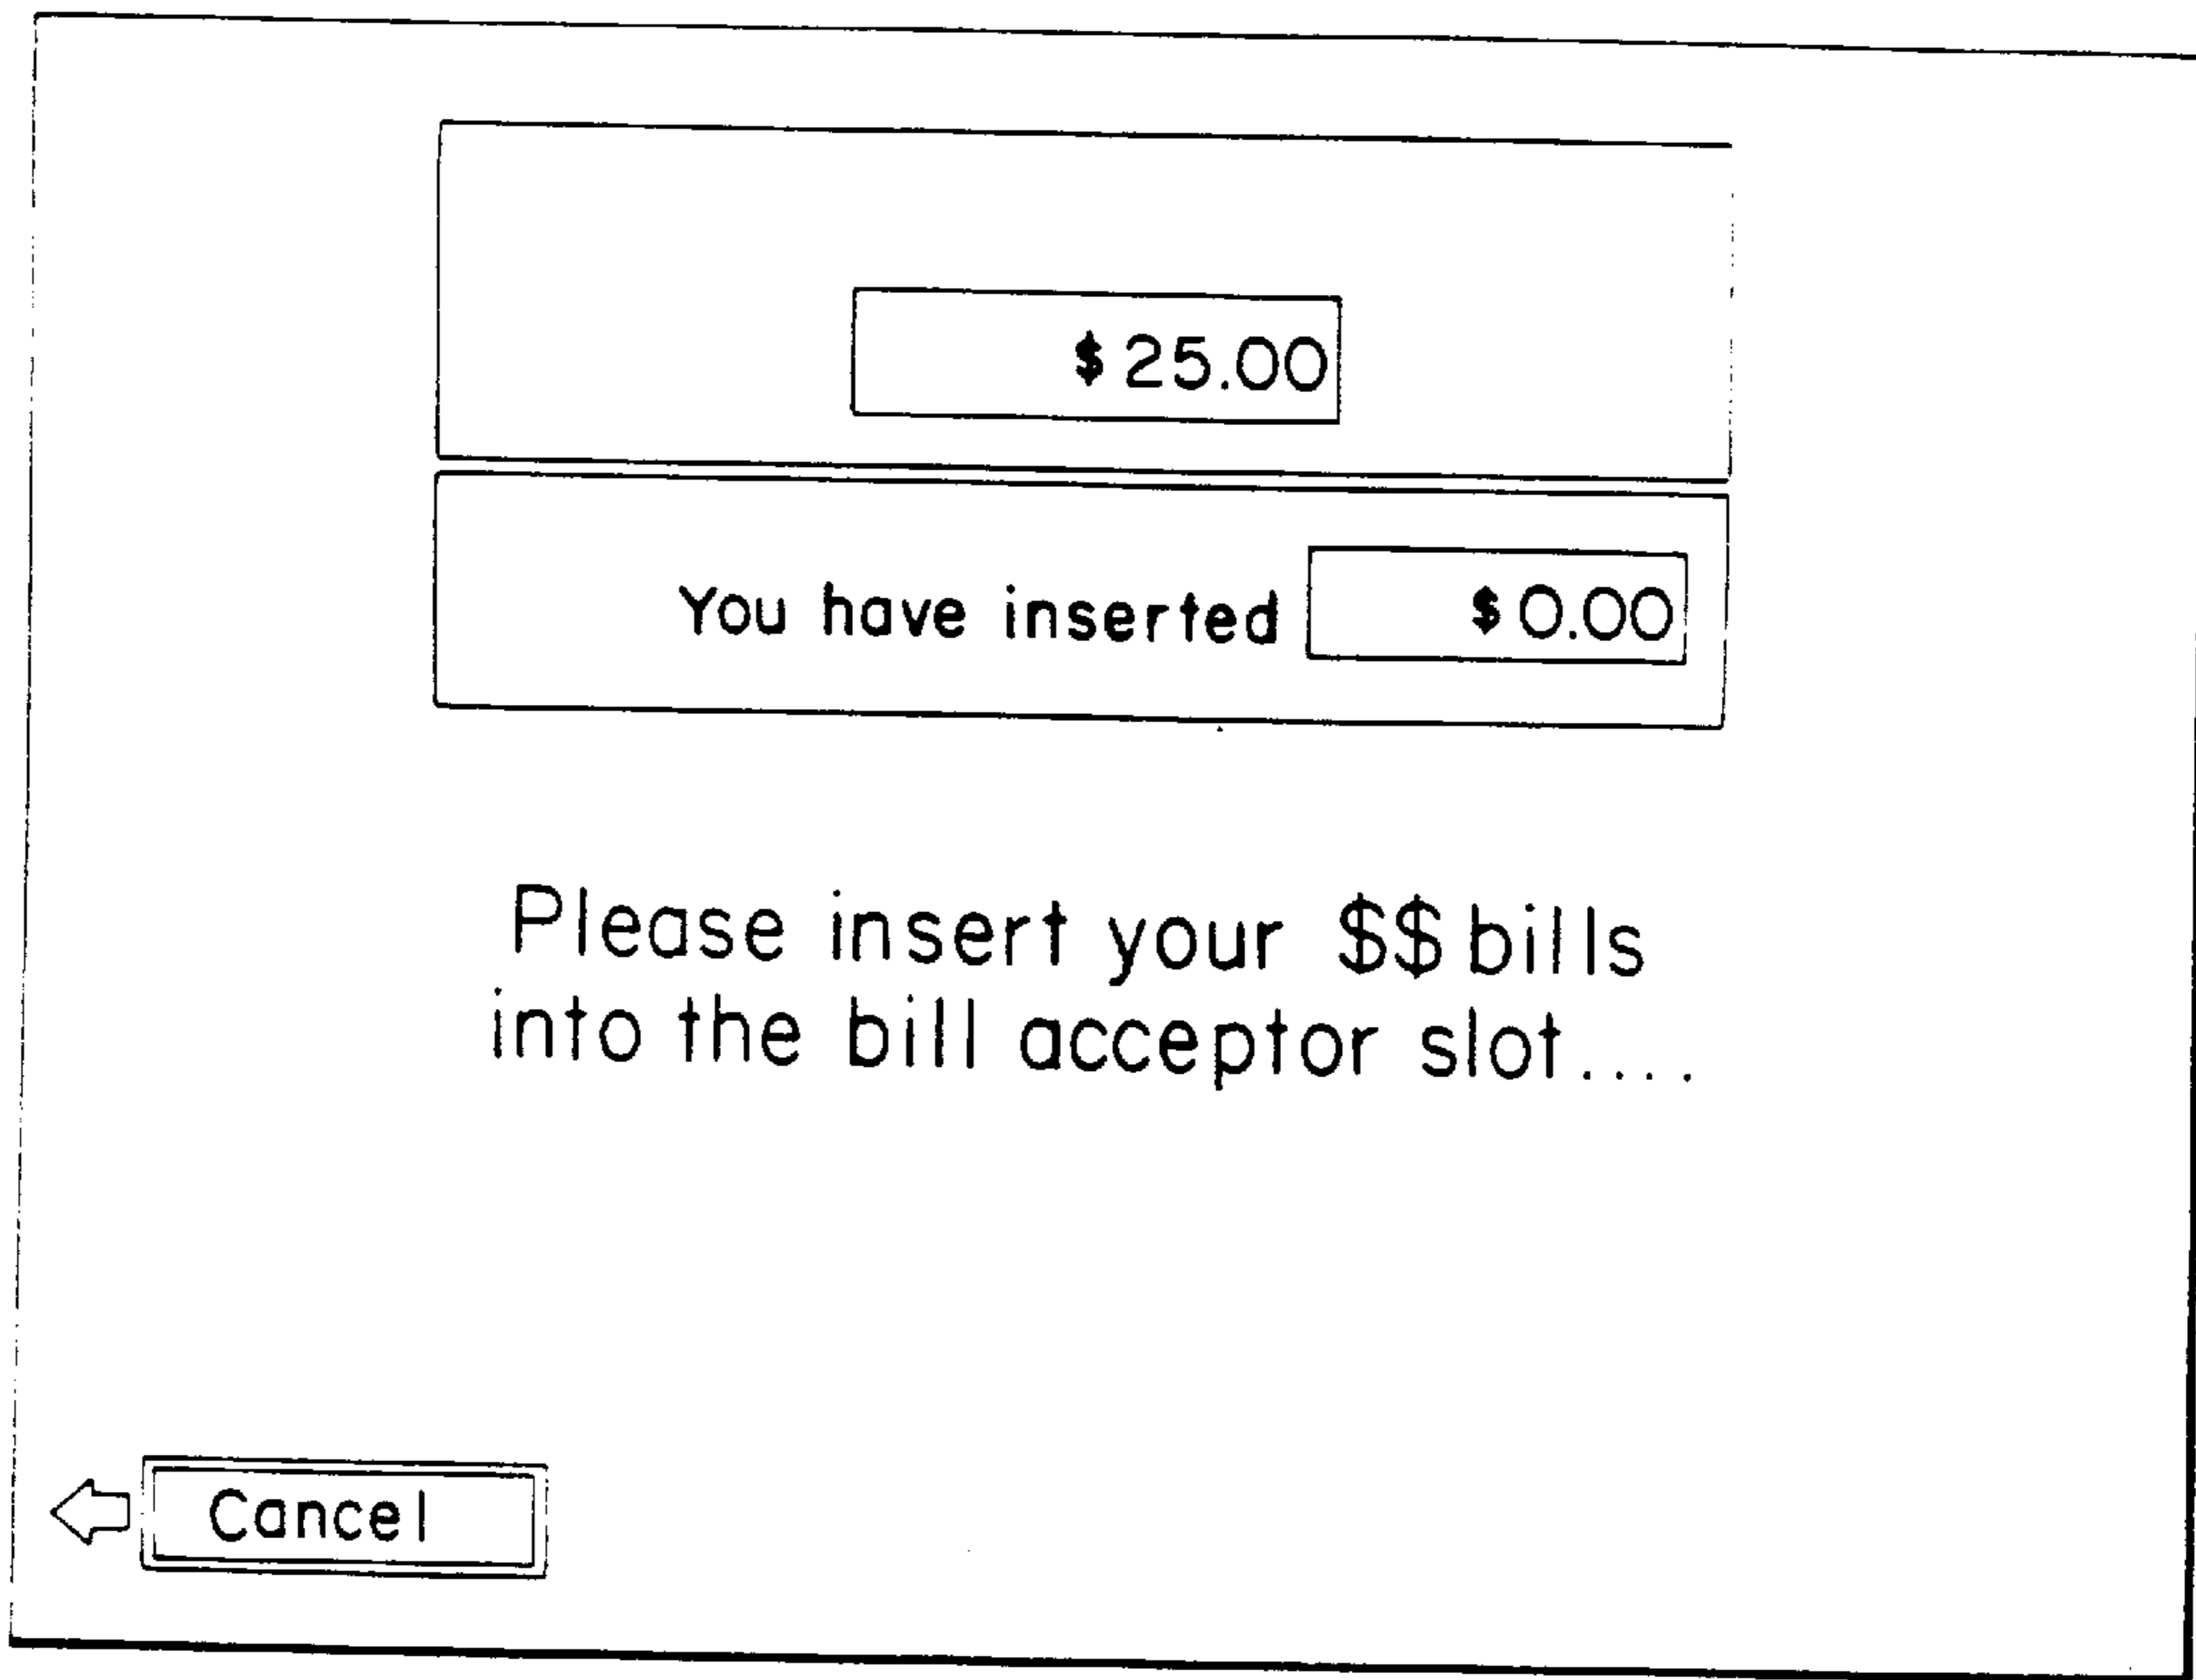 $25.00
You have inserted $0.00
Please insert your $$ bills
into the bill acceptor slot....
Cancel